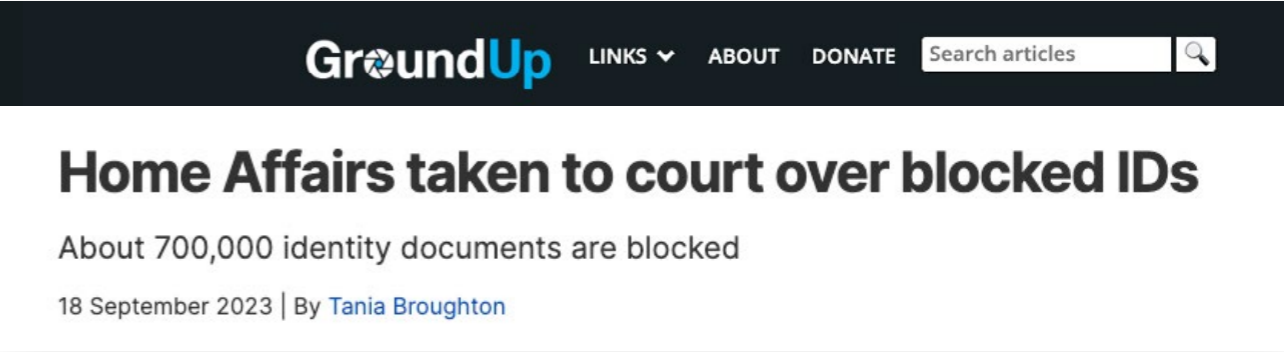 GroundUp LINKS ABOUT DONATE Search articles
Home Affairs taken to court over blocked IDs
About 700,000 identity documents are blocked
18 September 2023 | By Tania Broughton